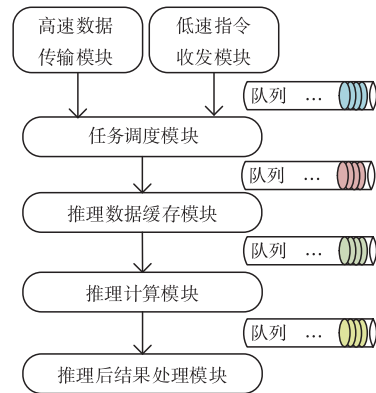 高速数据
传输模块
低速指令
收发模块
队列 …
任务调度模块
队列 …
推理数据缓存模块
队列 …
推理计算模块
队列 …
推理后结果处理模块